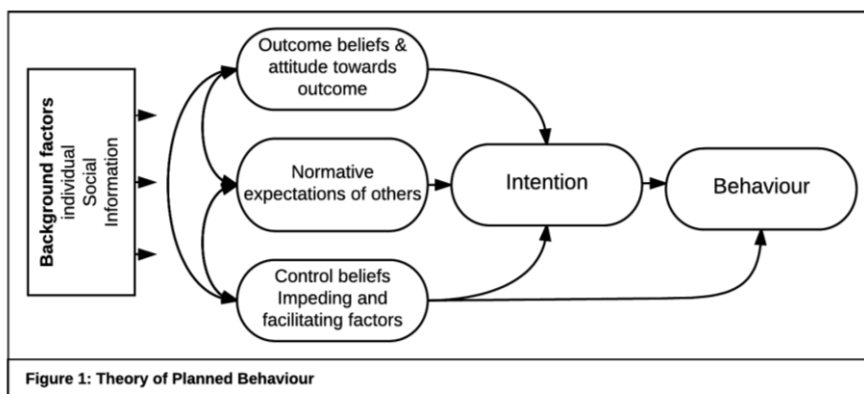 Background factors
individual
Social
Information
Outcome beliefs &
attitude towards
outcome
Normative
expectations of others
Control beliefs
Impeding and
facilitating factors
Intention
Behaviour
Figure 1: Theory of Planned Behaviour